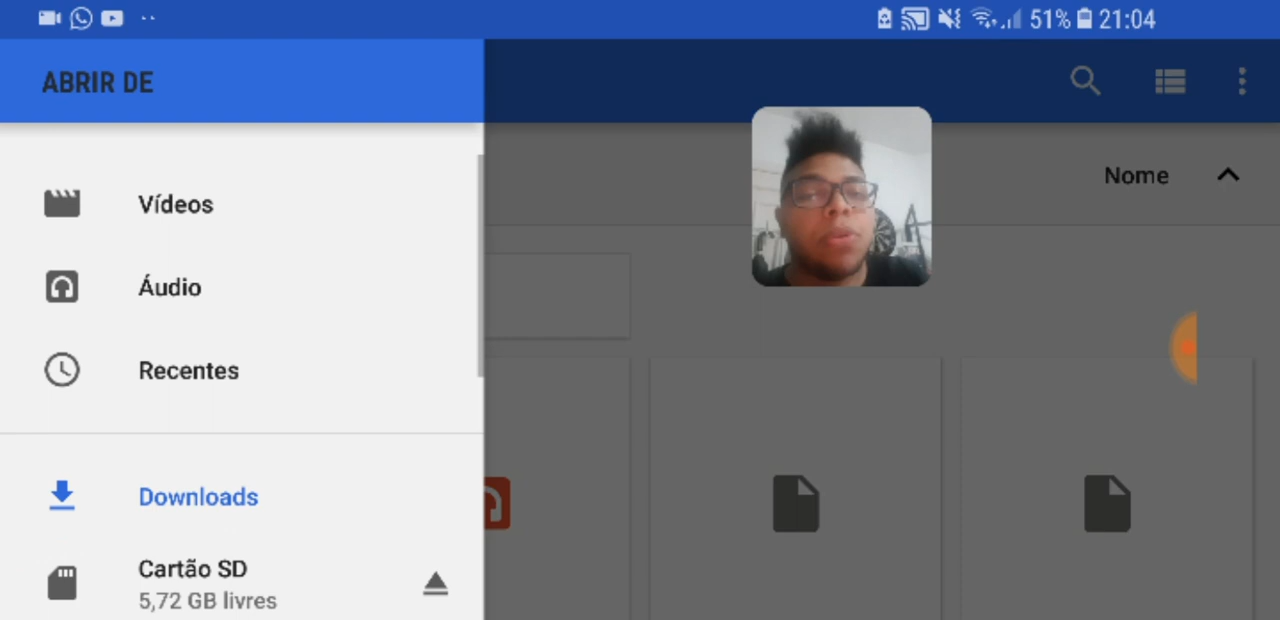 51% 21:04
ABRIR DE
Nome
Vídeos
Áudio
Recentes
Downloads
Cartão SD
5,72 GB livres